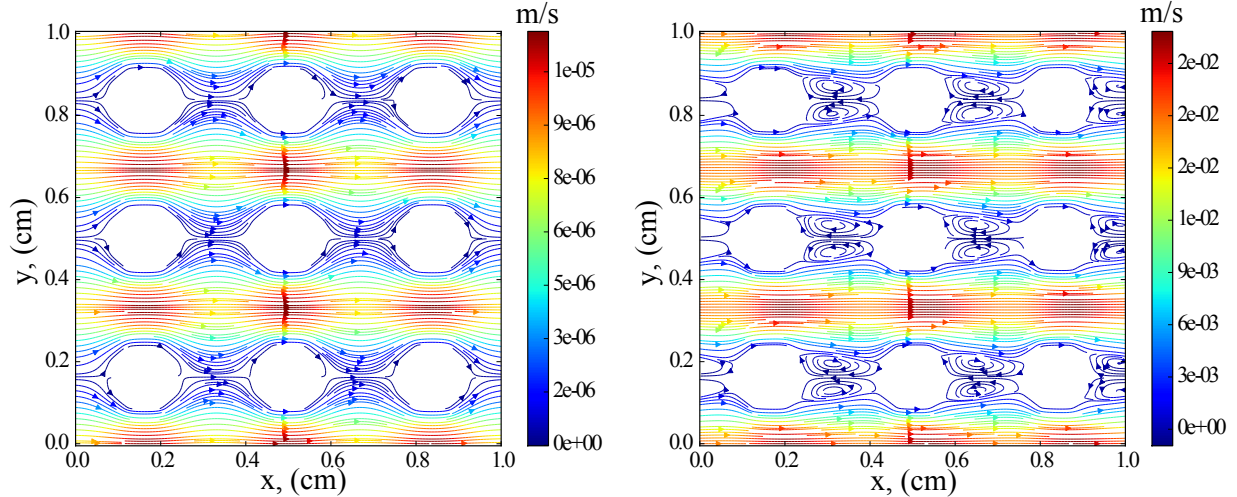 m/s
1.0
0.8
0.6
0.4
0.2
0.0
y, (cm)
0.0 0.2 0.4 0.6 0.8 1.0
x, (cm)
1e-05
9e-06
8e-06
6e-06
5e-06
3e-06
2e-06
0e+00
m/s
1.0
0.8
0.6
0.4
0.2
0.0
y, (cm)
0.0 0.2 0.4 0.6 0.8 1.0
x, (cm)
2e-02
2e-02
2e-02
1e-02
9e-03
6e-03
3e-03
0e+00